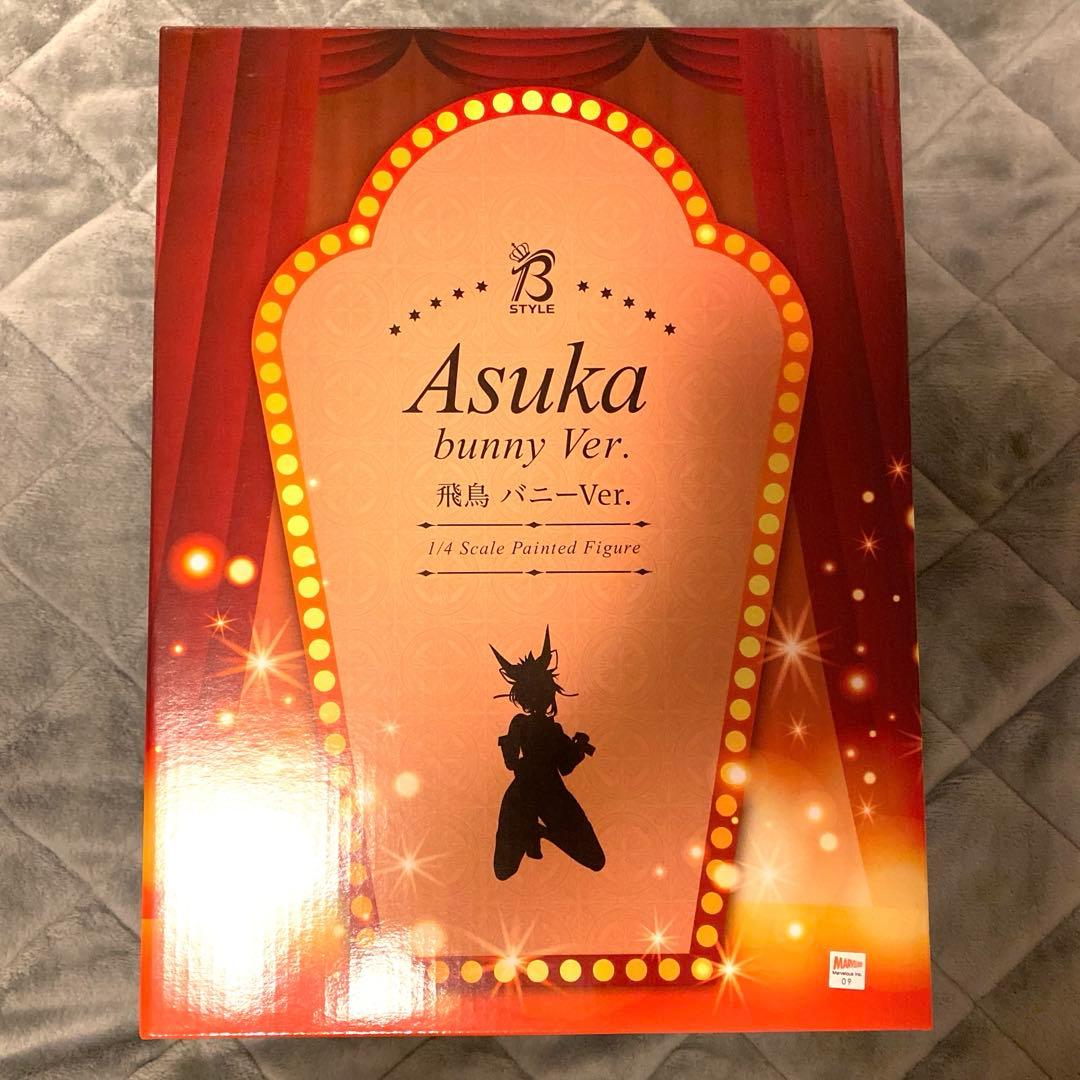 B
STYLE
Asuka
bunny Ver.
飛鳥 バニーVer.
1/4 Scale Painted Figure
MARVELOUS
Marvelous Inc.
09